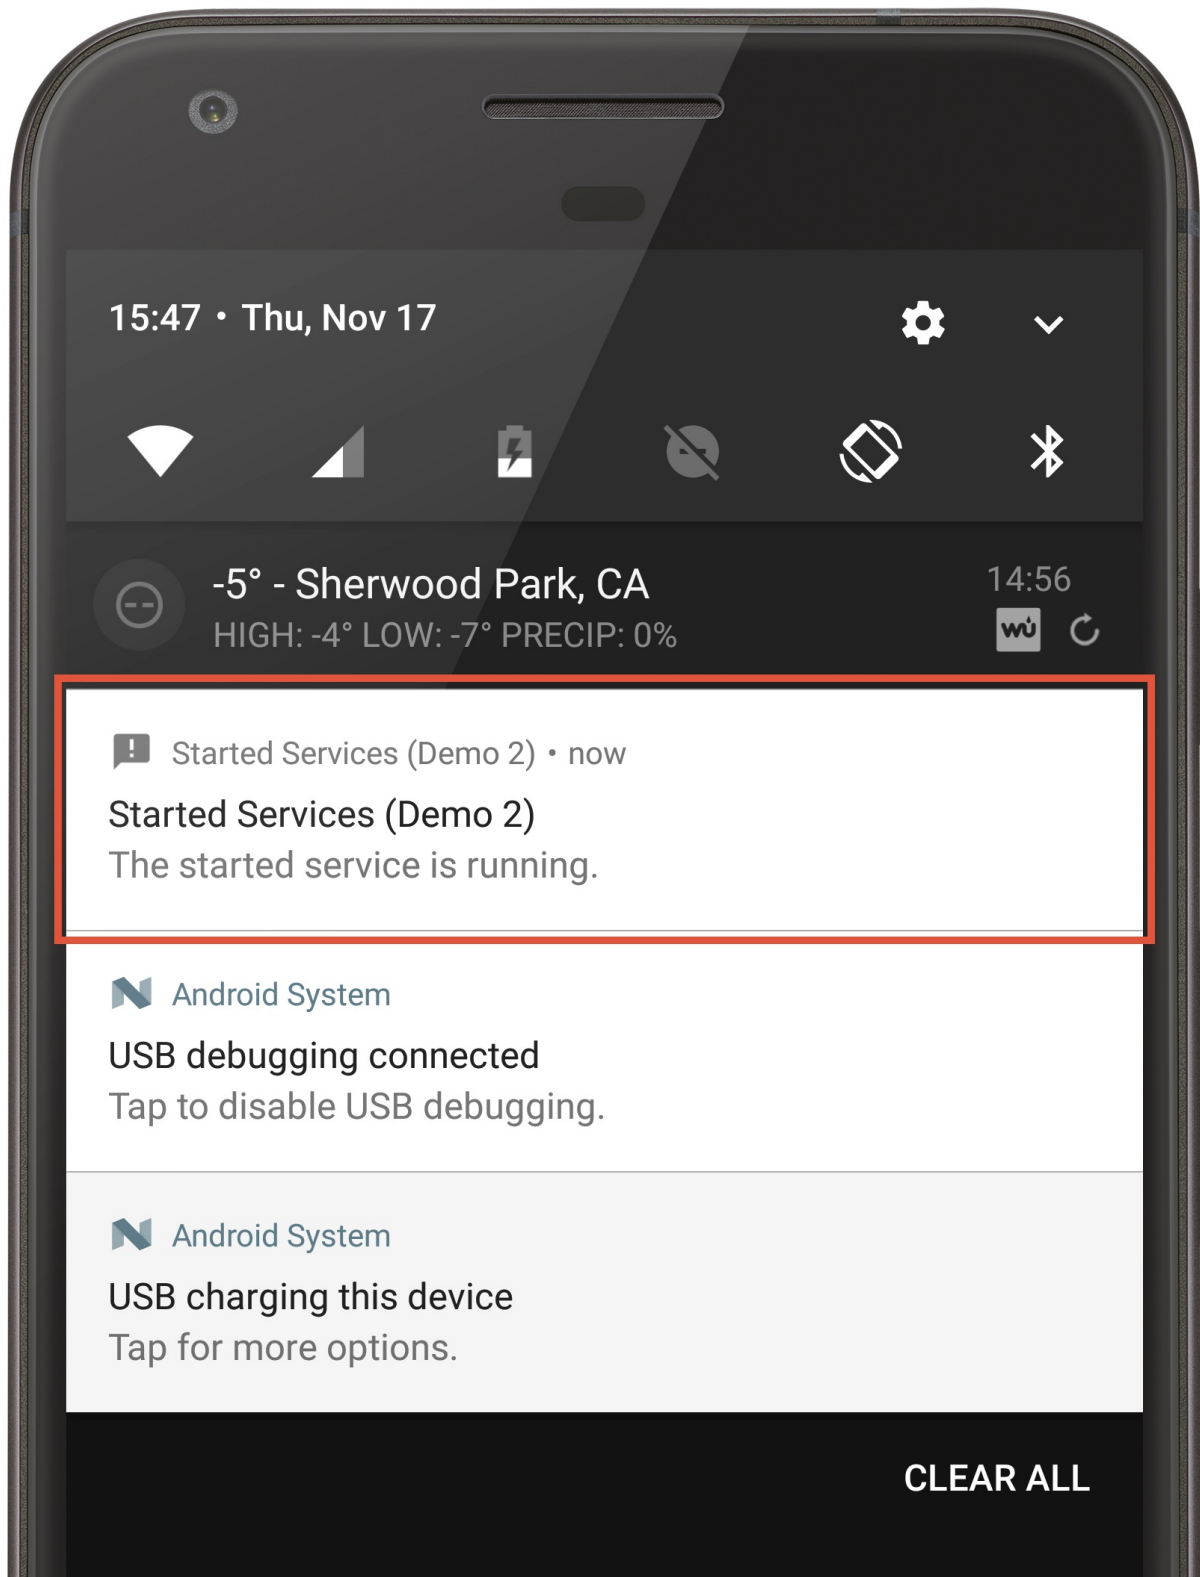 15:47 • Thu, Nov 17
-5° - Sherwood Park, CA
14:56
HIGH: -4° LOW: -7° PRECIP: 0%
wu
Started Services (Demo 2) • now
Started Services (Demo 2)
The started service is running.
Android System
USB debugging connected
Tap to disable USB debugging.
Android System
USB charging this device
Tap for more options.
CLEAR ALL